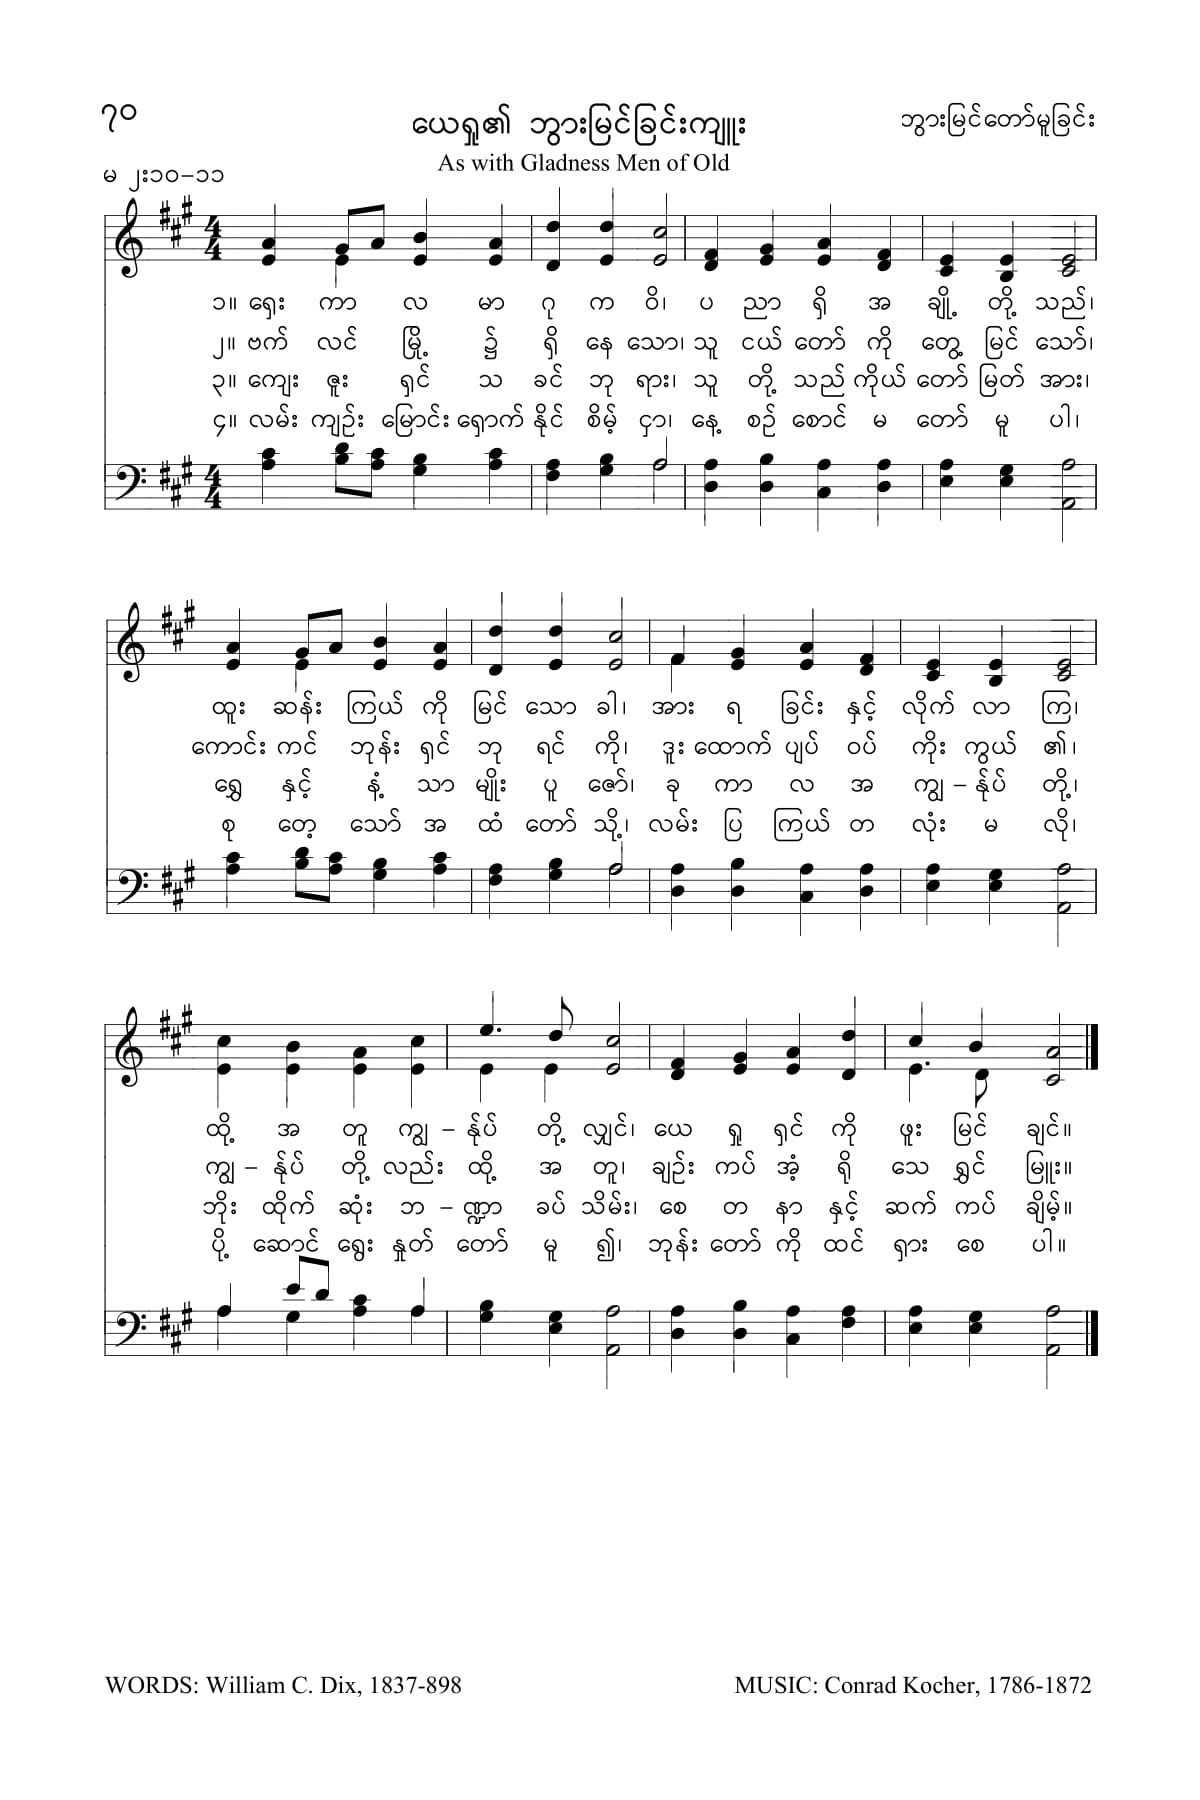 ၇၀
ယေရှု၏ ဘွားမြင်ခြင်းကျူး
ဘွားမြင်တော်မူခြင်း
As with Gladness Men of Old
မ ၂း၁၀–၁၁
4 4
၁။ ရှေး ကာ လ မာ ဂု က ဝိ၊ ပ ညာ ရှိ အ ချို့ တို့ သည်၊
၂။ ဗက် လင် မြို့ ၌ ရှိ နေ သော၊ သူ ငယ် တော် ကို တွေ့ မြင် သော်၊
၃။ ကျေး ဇူး ရှင် သ ခင် ဘု ရား၊ သူ တို့ သည် ကိုယ် တော် မြတ် အား၊
၄။ လမ်း ကျဉ်း မြောင်း ရှောက် နိုင် စိမ့် ငှာ၊ နေ့ စဉ် စောင် မ တော် မူ ပါ၊
4 4
ထူး ဆန်း ကြယ် ကို မြင် သော ခါ၊ အား ရ ခြင်း နှင့် လိုက် လာ ကြ၊
ကောင်း ကင် ဘုန်း ရှင် ဘု ရင် ကို၊ ဒူး ထောက် ပျပ် ဝပ် ကိုး ကွယ် ၏၊
ရွှေ နှင့် နံ့ သာ မျိုး ပူ ဇော်၊ ခု ကာ လ အ ကျွ – န်ုပ် တို့၊
စု တေ့ သော် အ ထံ တော် သို့၊ လမ်း ပြ ကြယ် တ လုံး မ လို၊
ထို့ အ တူ ကျွ – န်ုပ် တို့ လျှင်၊ ယေ ရှု ရှင် ကို ဖူး မြင် ချင်။
ကျွ – န်ုပ် တို့ လည်း ထို့ အ တူ၊ ချဉ်း ကပ် အံ့ ရို သေ ရွှင် မြူး။
ဘိုး ထိုက် ဆုံး ဘ – ဏ္ဍာ ခပ် သိမ်း၊ စေ တ နာ နှင့် ဆက် ကပ် ချိမ့်။
ပို့ ဆောင် ရွေး နှုတ် တော် မူ ၍၊ ဘုန်း တော် ကို ထင် ရှား စေ ပါ။
WORDS: William C. Dix, 1837-898
MUSIC: Conrad Kocher, 1786-1872